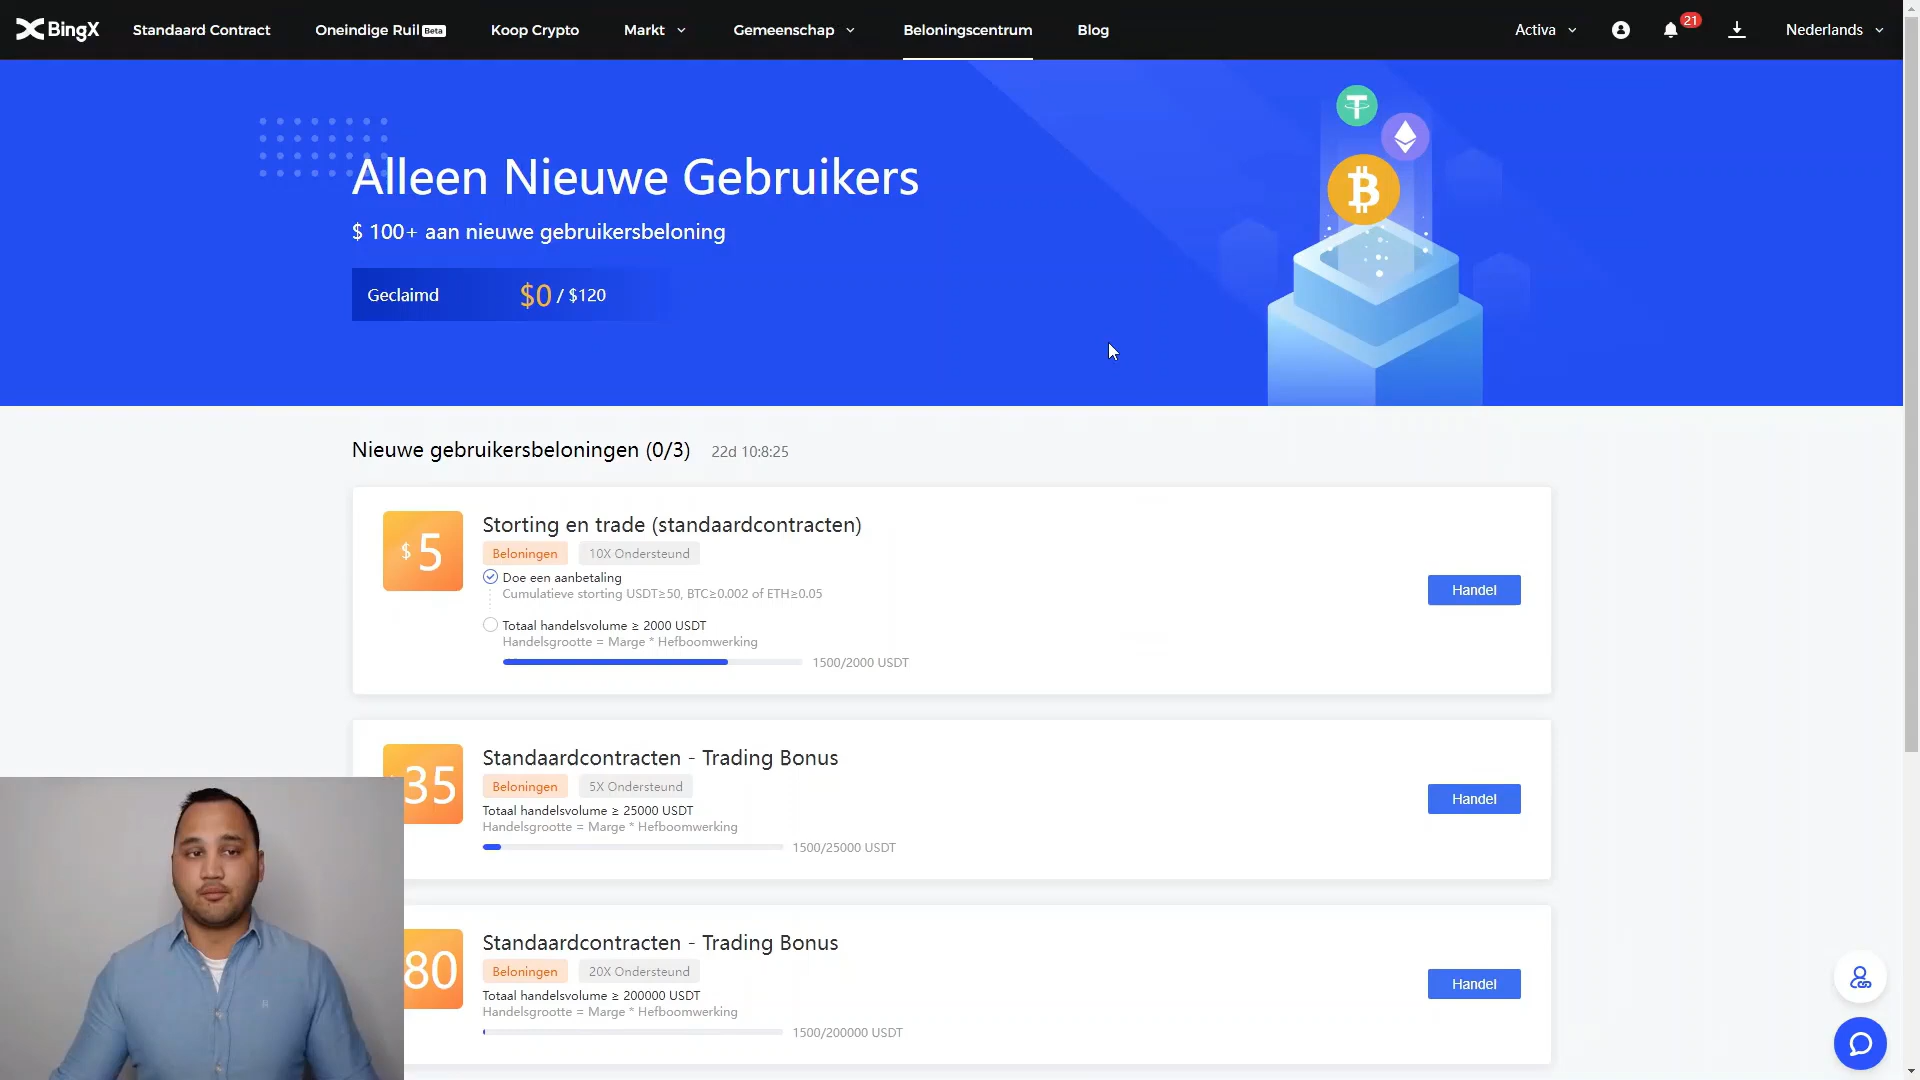 BingX
Standaard Contract
Oneindige Ruil Beta
Koop Crypto
Markt
Gemeenschap
Beloningscentrum
Blog
Activa
21
Nederlands
Alleen Nieuwe Gebruikers
$ 100+ aan nieuwe gebruikersbeloning
Geclaimd $0 / $120
Nieuwe gebruikersbeloningen (0/3) 22d 10:8:25
$ 5
Storting en trade (standaardcontracten)
Beloningen 10X Ondersteund
Doe een aanbetaling
Cumulatieve storting USDT≥50, BTC≥0.002 of ETH≥0.05
Totaal handelsvolume ≥ 2000 USDT
Handelsgrootte = Marge * Hefboomwerking
1500/2000 USDT
Handel
35
Standaardcontracten - Trading Bonus
Beloningen 5X Ondersteund
Totaal handelsvolume ≥ 25000 USDT
Handelsgrootte = Marge * Hefboomwerking
1500/25000 USDT
Handel
80
Standaardcontracten - Trading Bonus
Beloningen 20X Ondersteund
Totaal handelsvolume ≥ 200000 USDT
Handelsgrootte = Marge * Hefboomwerking
1500/200000 USDT
Handel